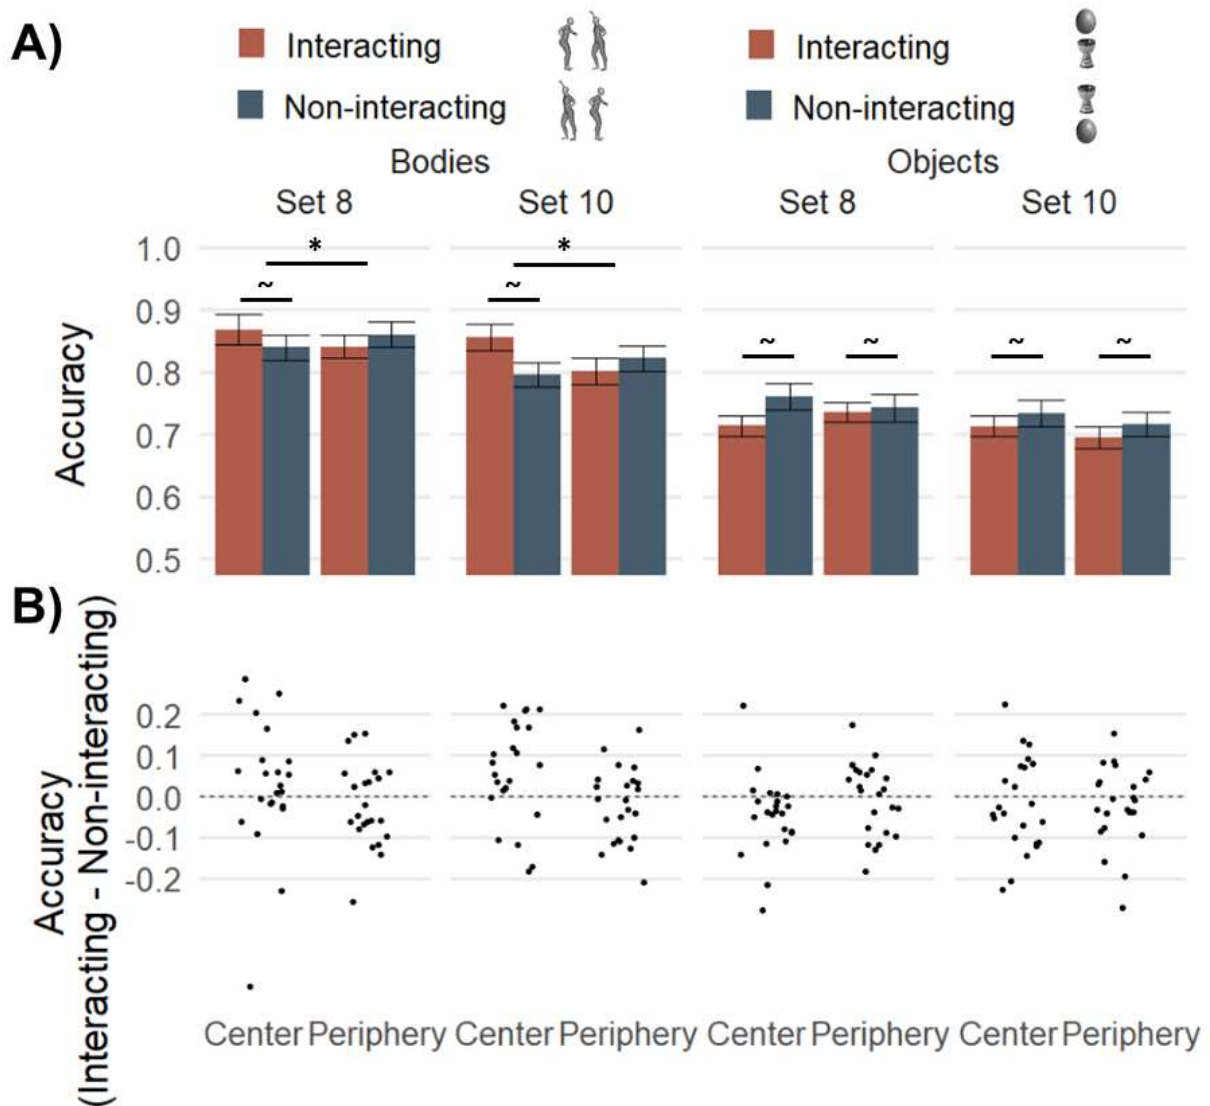 A)
Interacting
Interacting
Non-interacting
Non-interacting
Bodies
Objects
Set 8
Set 10
Set 8
Set 10
1.0
*
*
~
~
0.9
~
~
~
~
0.8
0.7
0.6
0.5
Accuracy
B)
Accuracy
(Interacting - Non-interacting)
0.2
0.1
0.0
-0.1
-0.2
Center Periphery Center Periphery Center Periphery Center Periphery